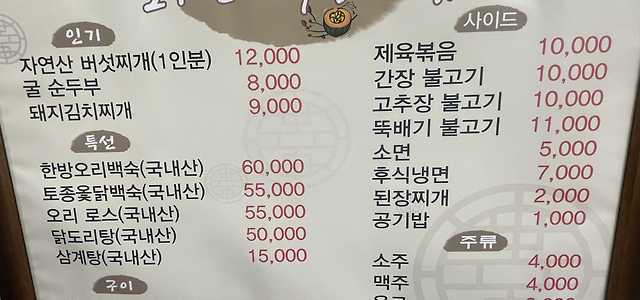 인기
자연산 버섯찌개(1인분) 12,000
굴 순두부 8,000
돼지김치찌개 9,000
특선
한방오리백숙(국내산) 60,000
토종옻닭백숙(국내산) 55,000
오리 로스(국내산) 55,000
닭도리탕(국내산) 50,000
삼계탕(국내산) 15,000
구이
사이드
제육볶음 10,000
간장 불고기 10,000
고추장 불고기 10,000
뚝배기 불고기 11,000
소면 5,000
후식냉면 7,000
된장찌개 2,000
공기밥 1,000
주류
소주 4,000
맥주 4,000